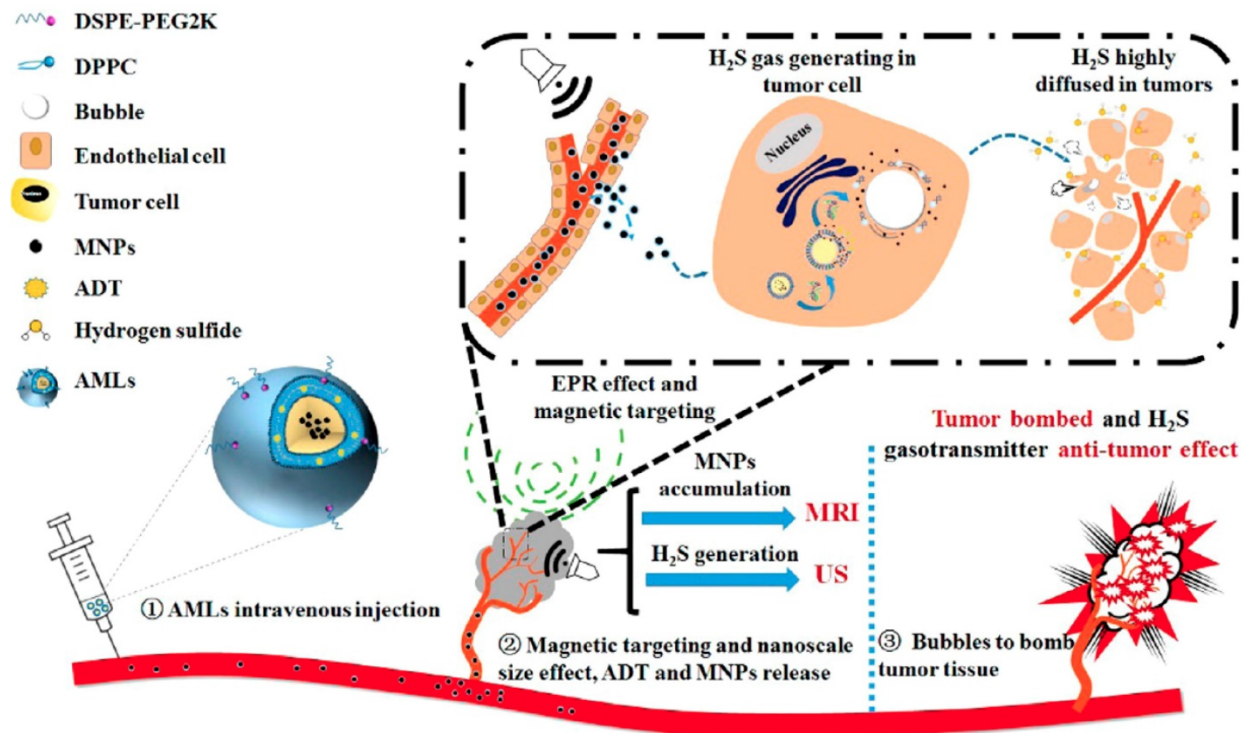 DSPE-PEG2K
DPPC
Bubble
Endothelial cell
Tumor cell
MNPs
ADT
Hydrogen sulfide
AMLs
H₂S gas generating in
tumor cell
H₂S highly
diffused in tumors
Nucleus
EPR effect and
magnetic targeting
MNPs
accumulation
MRI
H₂S generation
US
Tumor bombed and H₂S
gasotransmitter anti-tumor effect
① AMLs intravenous injection
② Magnetic targeting and nanoscale
size effect, ADT and MNPs release
③ Bubbles to bomb
tumor tissue